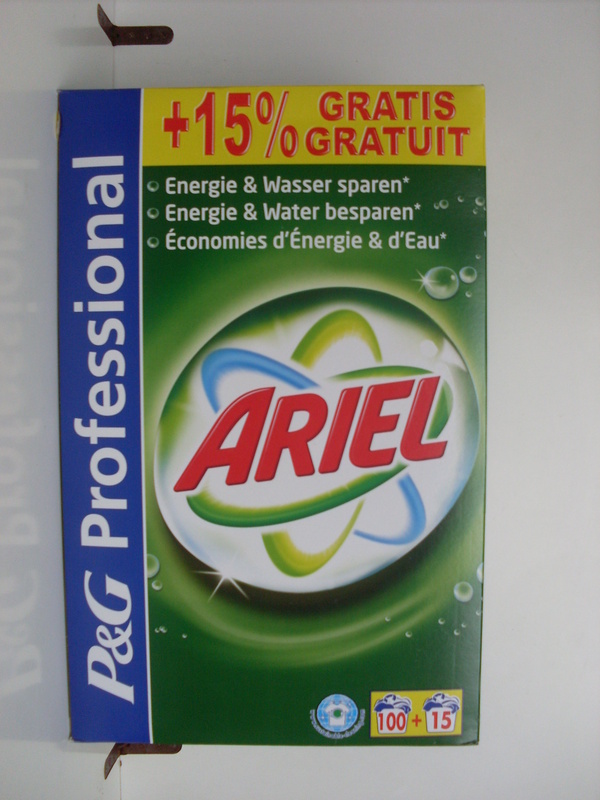 +15% GRATIS
GRATUIT
Energie & Wasser sparen*
Energie & Water besparen*
Économies d'Énergie & d'Eau*
ARIEL
P&G Professional
100 + 15